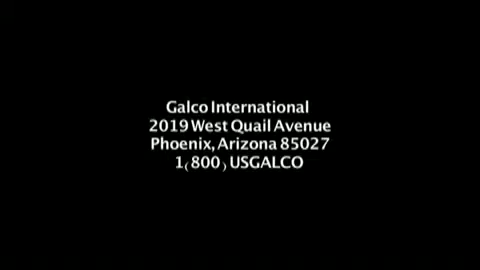 Galco International
2019 West Quail Avenue
Phoenix, Arizona 85027
1(800) USGALCO